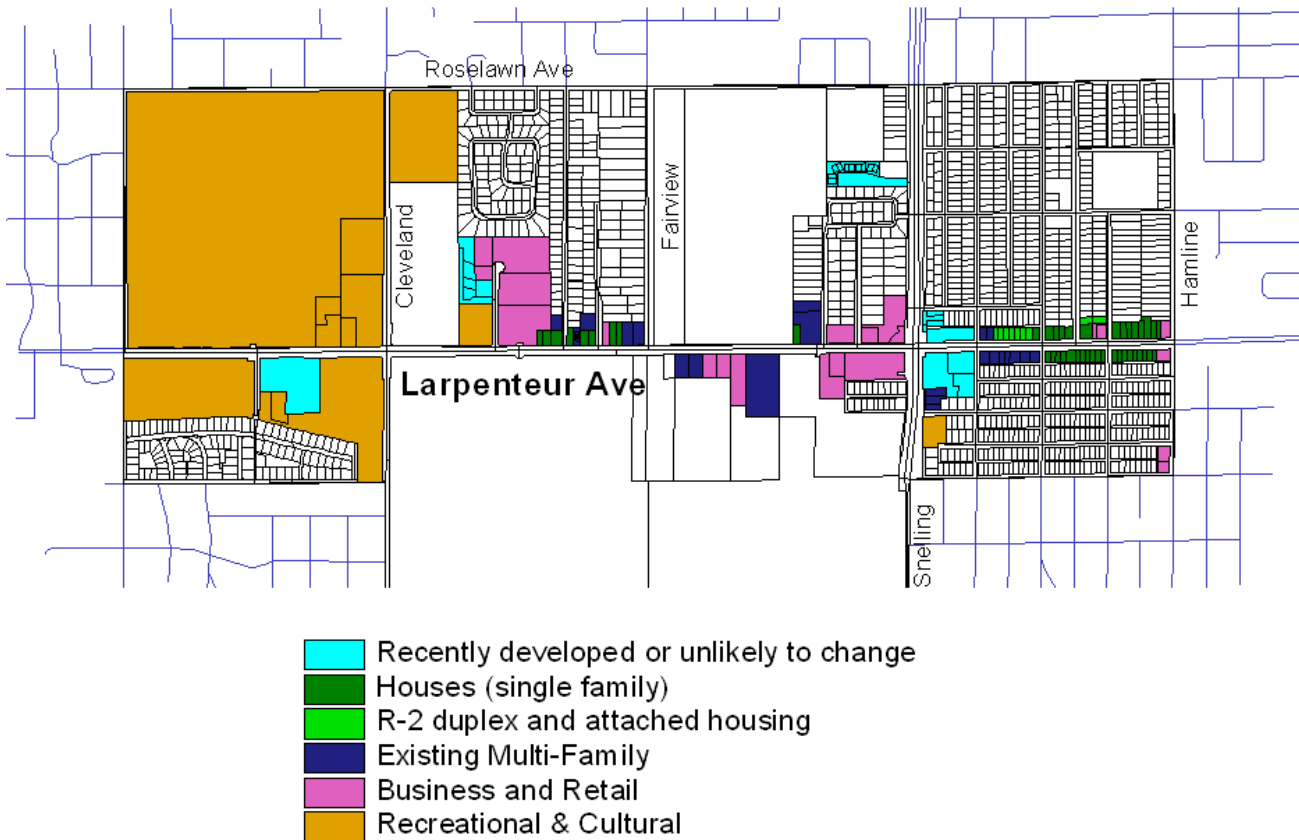 Roselawn Ave
Cleveland
Fairview
Hamline
Larpenteur Ave
Snelling
Recently developed or unlikely to change
Houses (single family)
R-2 duplex and attached housing
Existing Multi-Family
Business and Retail
Recreational & Cultural